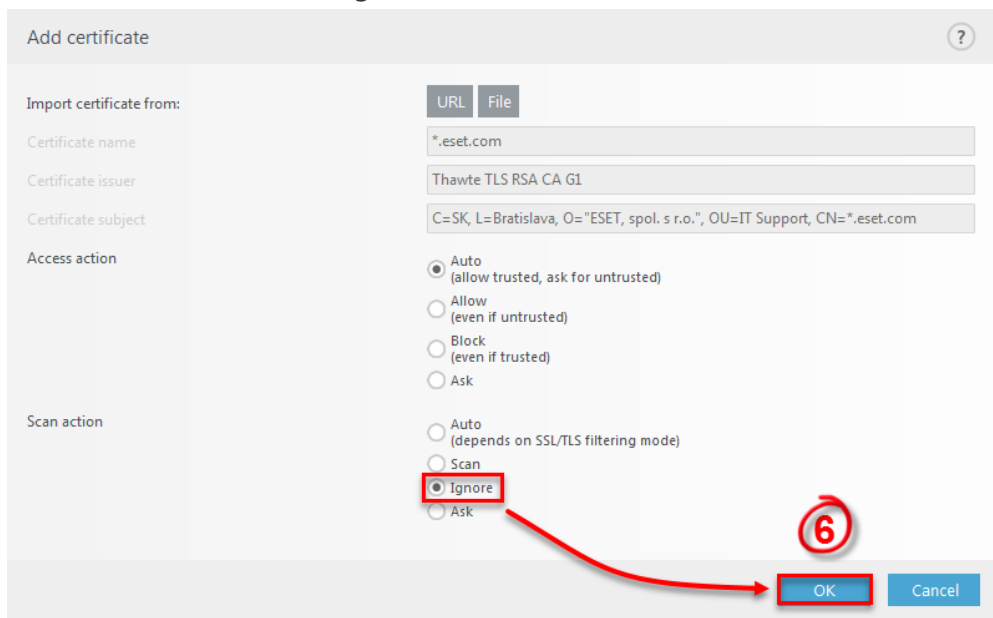 Add certificate
?
Import certificate from:
URL File
Certificate name
*.eset.com
Certificate issuer
Thawte TLS RSA CA G1
Certificate subject
C=SK, L=Bratislava, O="ESET, spol. s r.o.", OU=IT Support, CN=*.eset.com
Access action
Auto
(allow trusted, ask for untrusted)
Allow
(even if untrusted)
Block
(even if trusted)
Ask
Scan action
Auto
(depends on SSL/TLS filtering mode)
Scan
Ignore
Ask
6
OK Cancel